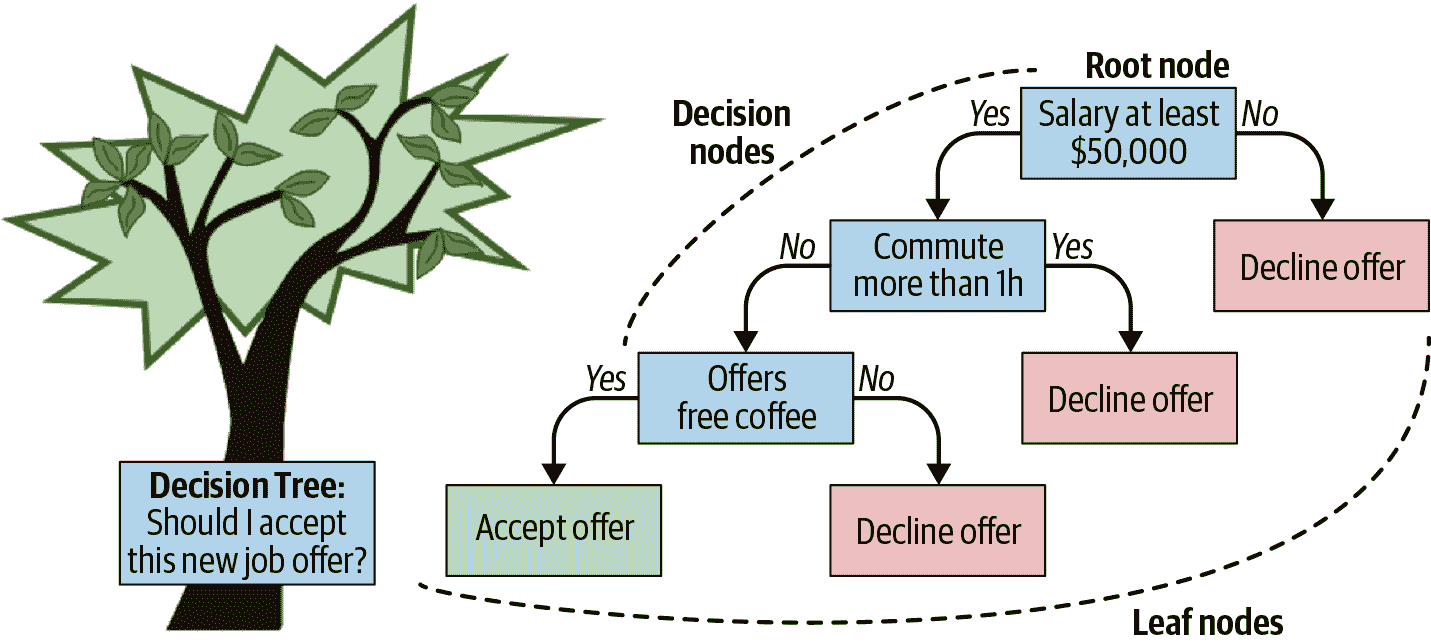 Root node
Decision
nodes
Yes
Salary at least
$50,000
No
No
Commute
more than 1h
Yes
Decline offer
Yes
Offers
free coffee
No
Decline offer
Accept offer
Decline offer
Decision Tree:
Should I accept
this new job offer?
Leaf nodes